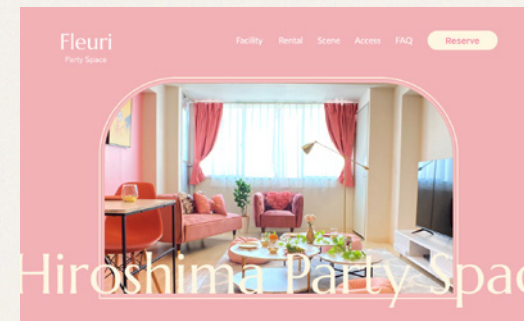 Fleuri
Party Space
Facility Rental Scene Access FAQ Reserve
Hiroshima Party Spac